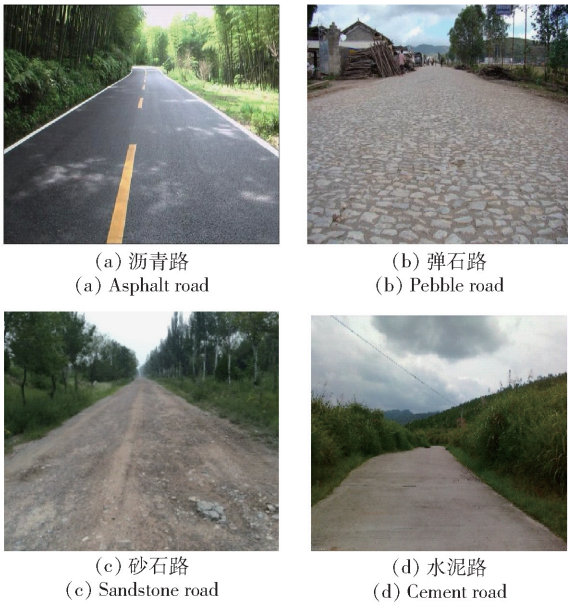 (a) 沥青路
(a) Asphalt road
(b) 弹石路
(b) Pebble road
(c) 砂石路
(c) Sandstone road
(d) 水泥路
(d) Cement road